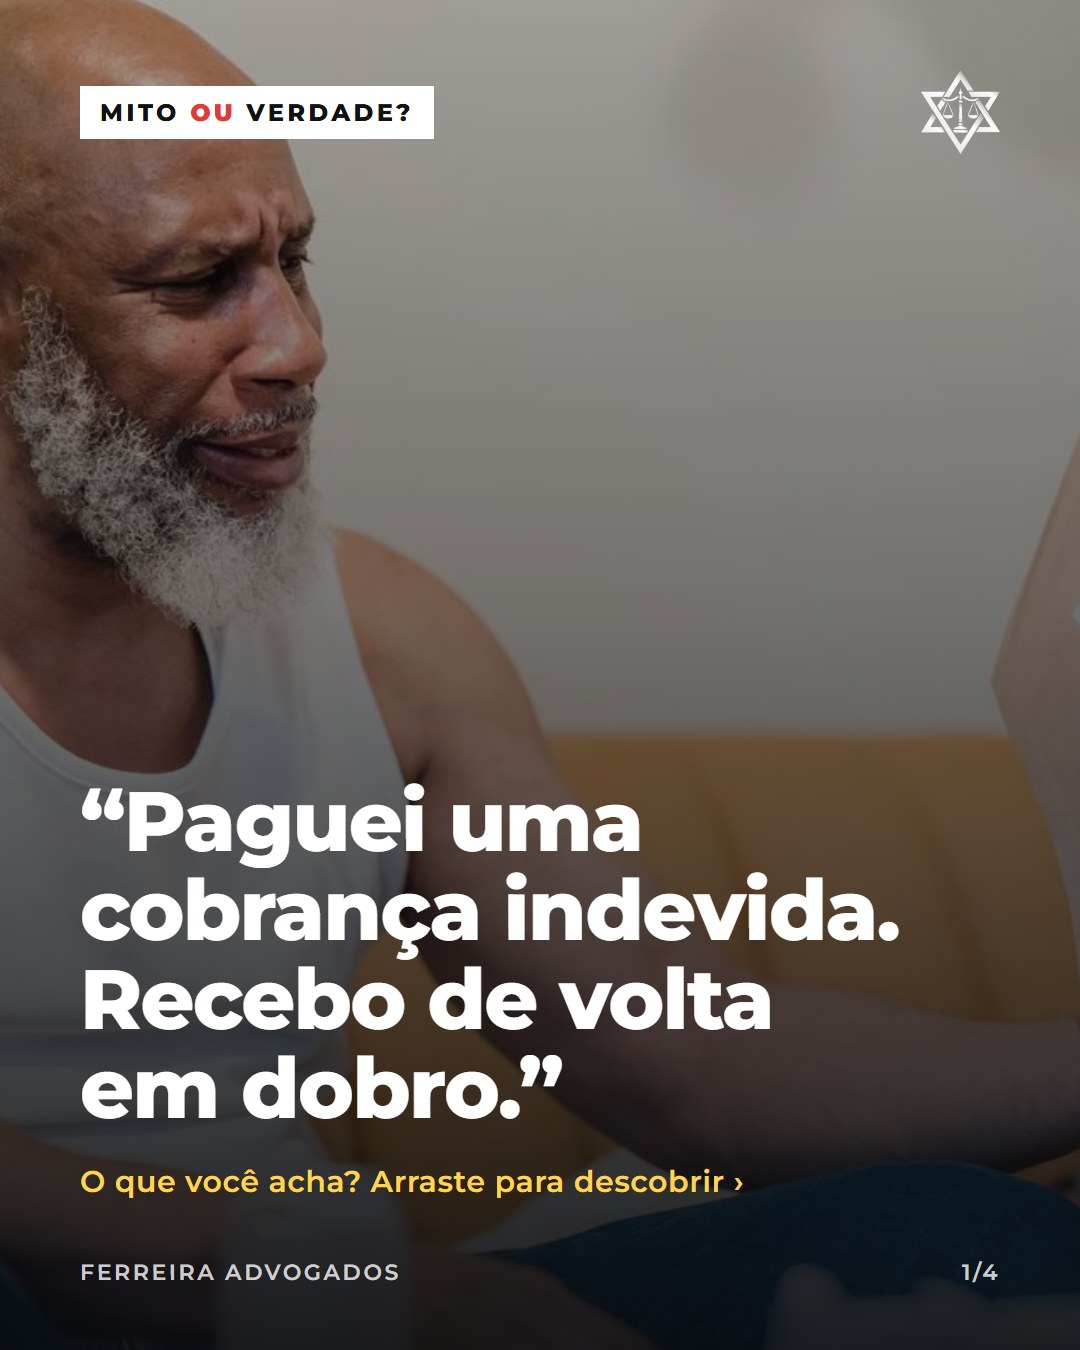 MITO OU VERDADE?
“Paguei uma
cobrança indevida.
Recebo de volta
em dobro.”
O que você acha? Arraste para descobrir ›
FERREIRA ADVOGADOS
1/4